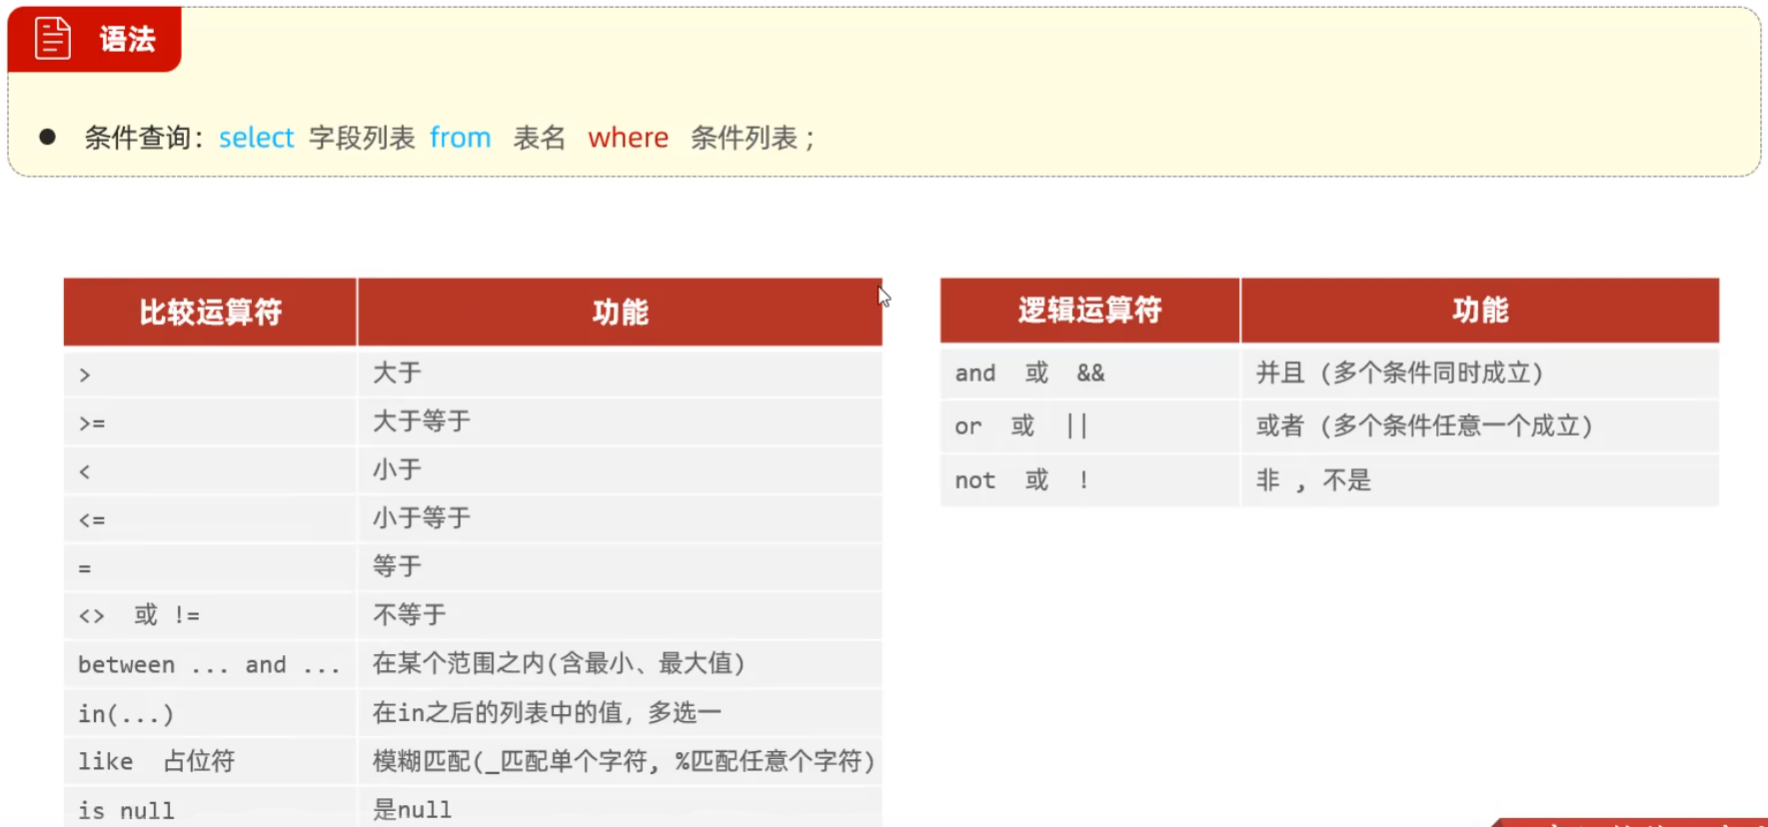 语法
● 条件查询：select 字段列表 from 表名 where 条件列表 ;
比较运算符 功能
> 大于
>= 大于等于
< 小于
<= 小于等于
= 等于
<> 或 != 不等于
between ... and ... 在某个范围之内(含最小、最大值)
in(...) 在in之后的列表中的值，多选一
like 占位符 模糊匹配(_匹配单个字符, %匹配任意个字符)
is null 是null
逻辑运算符 功能
and 或 && 并且 (多个条件同时成立)
or 或 || 或者 (多个条件任意一个成立)
not 或 ! 非 , 不是